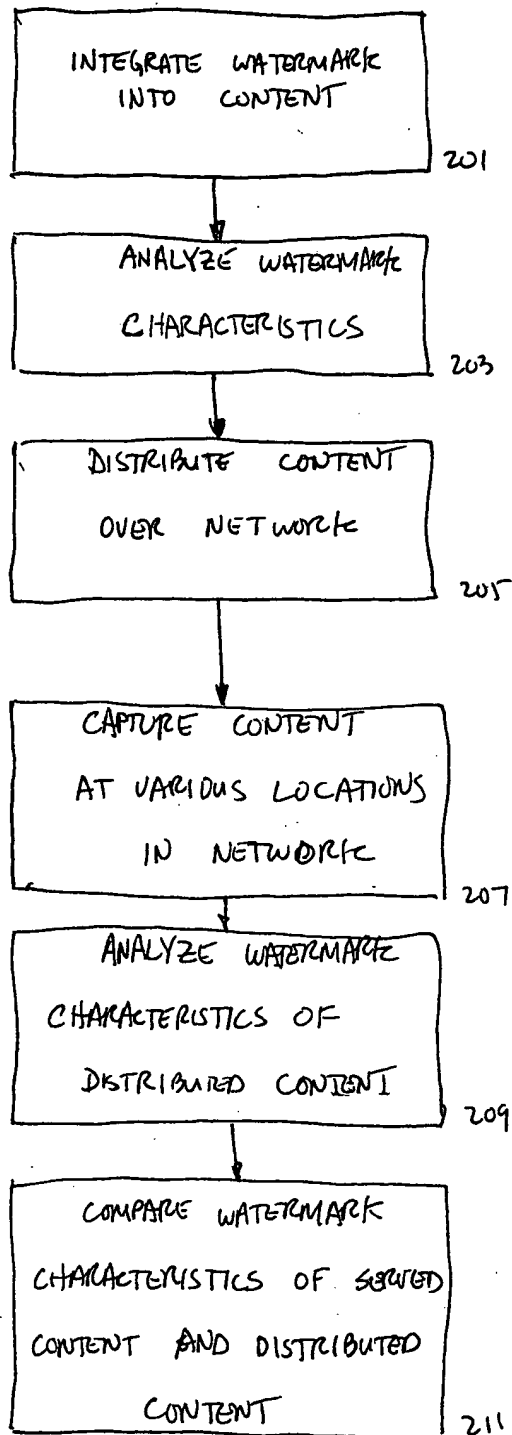 INTEGRATE WATERMARK
INTO CONTENT
201
ANALYZE WATERMARK
CHARACTERISTICS
203
DISTRIBUTE CONTENT
OVER NETWORK
205
CAPTURE CONTENT
AT VARIOUS LOCATIONS
IN NETWORK
207
ANALYZE WATERMARK
CHARACTERISTICS OF
DISTRIBUTED CONTENT
209
COMPARE WATERMARK
CHARACTERISTICS OF SERVED
CONTENT AND DISTRIBUTED
CONTENT
211